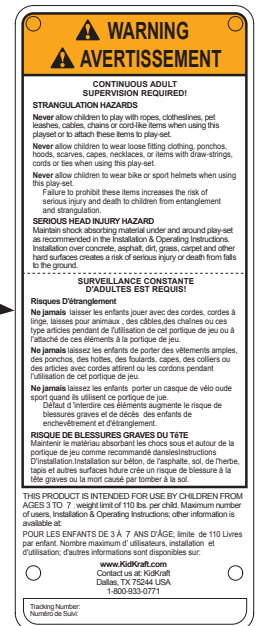 WARNING
AVERTISSEMENT
CONTINUOUS ADULT
SUPERVISION REQUIRED!
STRANGULATION HAZARDS
Never allow children to play with ropes, clotheslines, pet
leashes, cables, chains or cord-like items when using this
playset or to attach these items to play-set.
Never allow children to wear loose fitting clothing, ponchos,
hoods, scarves, capes, necklaces, or items with draw-strings,
cords or ties when using this play-set.
Never allow children to wear bike or sport helmets when using
this play-set.
Failure to prohibit these items increases the risk of
serious injury and death to children from entanglement
and strangulation.
SERIOUS HEAD INJURY HAZARD
Maintain shock absorbing material under and around play-set
as recommended in the Installation & Operating Instructions.
Installation over concrete, asphalt, dirt, grass, carpet and other
hard surfaces creates a risk of serious injury or death from falls
to the ground.
SURVEILLANCE CONSTANTE
D'ADULTES EST REQUIS!
Risques D'étranglement
Ne jamais laisser les enfants jouer avec des cordes, cordes à
linge, laisses pour animaux , des câbles,des chaînes ou ces
type articles pendant de l'utilisation de cet portique de jeu ou à
l'attaché de ces éléments à la portique de jeu.
Ne jamais laissez les enfants de porter des vêtements amples,
des ponchos, des hottes, des foulards, capes, des colliers ou
des articles avec cordes attirent ou les cordons pendant
l'utilisation de cet portique de jeu.
Ne jamais laissez les enfants porter un casque de vélo oude
sport quand ils utilisent ce portique de jue.
Défaut d 'interdire ces éléments augmente le risque de
blessures graves et de décès des enfants de
enchevêtrement et d'étranglement.
RISQUE DE BLESSURES GRAVES DU TêTE
Maintenir le matériau absorbant les chocs sous et autour de la
portique de jou comme recommandé danslesInstructions
D'installation.Installation sur béton, de l'asphalte, sol, de l'herbe,
tapis et autres surfaces hdure crée un risque de blessure à la
tête graves ou la mort causé par tomber à la sol.
THIS PRODUCT IS INTENDED FOR USE BY CHILDREN FROM
AGES 3 TO 7 ; weight limit of 110 lbs. per child. Maximum number
of users, Installation & Operating Instructions; other information is
available at:
POUR LES ENFANTS DE 3 À 7 ANS D'ÂGE; limite de 110 Livres
par enfant. Nombre maximum d' utilisateurs, installation et
d'utilisation; d'autres informations sont disponibles sur:
www.KidKraft.com
Contact us at: KidKraft
Dallas, TX 75244 USA
1-800-933-0771
Tracking Number:
Numéro de Suivi: